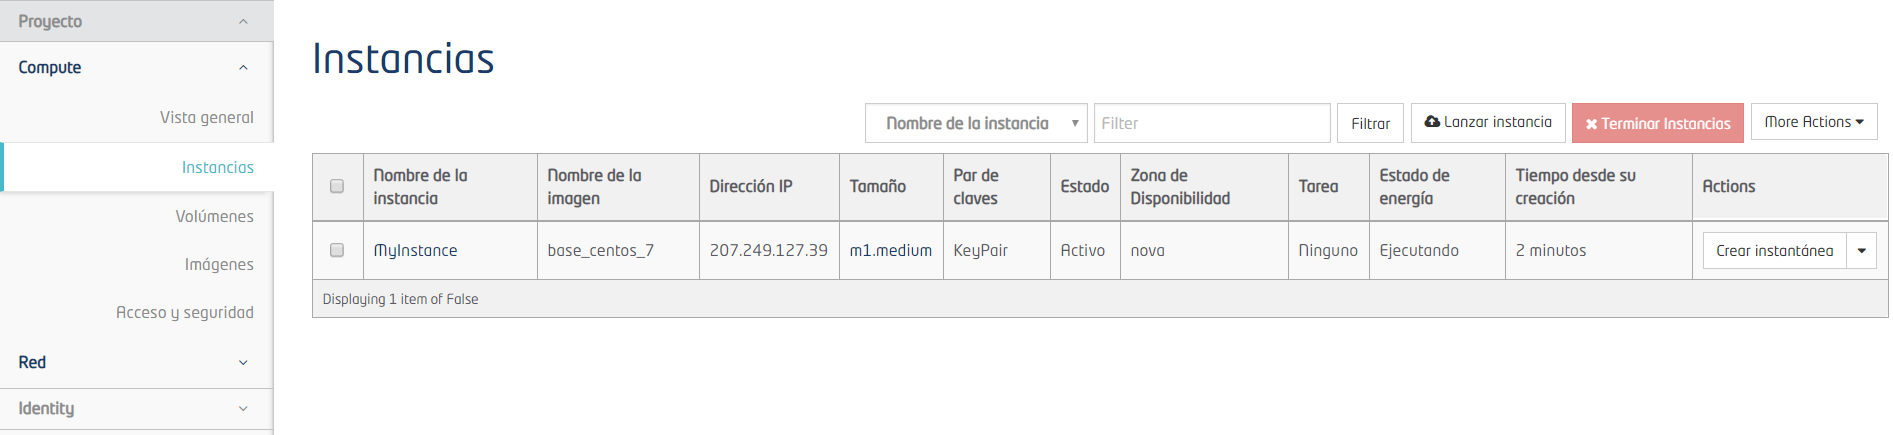 Proyecto
Compute
Vista general
Instancias
Volúmenes
Imágenes
Acceso y seguridad
Red
Identity
Instancias
Nombre de la instancia Filter Filtrar Lanzar instancia Terminar Instancias More Actions
Nombre de la instancia Nombre de la imagen Dirección IP Tamaño Par de claves Estado Zona de Disponibilidad Tarea Estado de energía Tiempo desde su creación Actions
MyInstance base_centos_7 207.249.127.39 m1.medium KeyPair Activo nova Ninguno Ejecutando 2 minutos Crear instantánea
Displaying 1 item of False